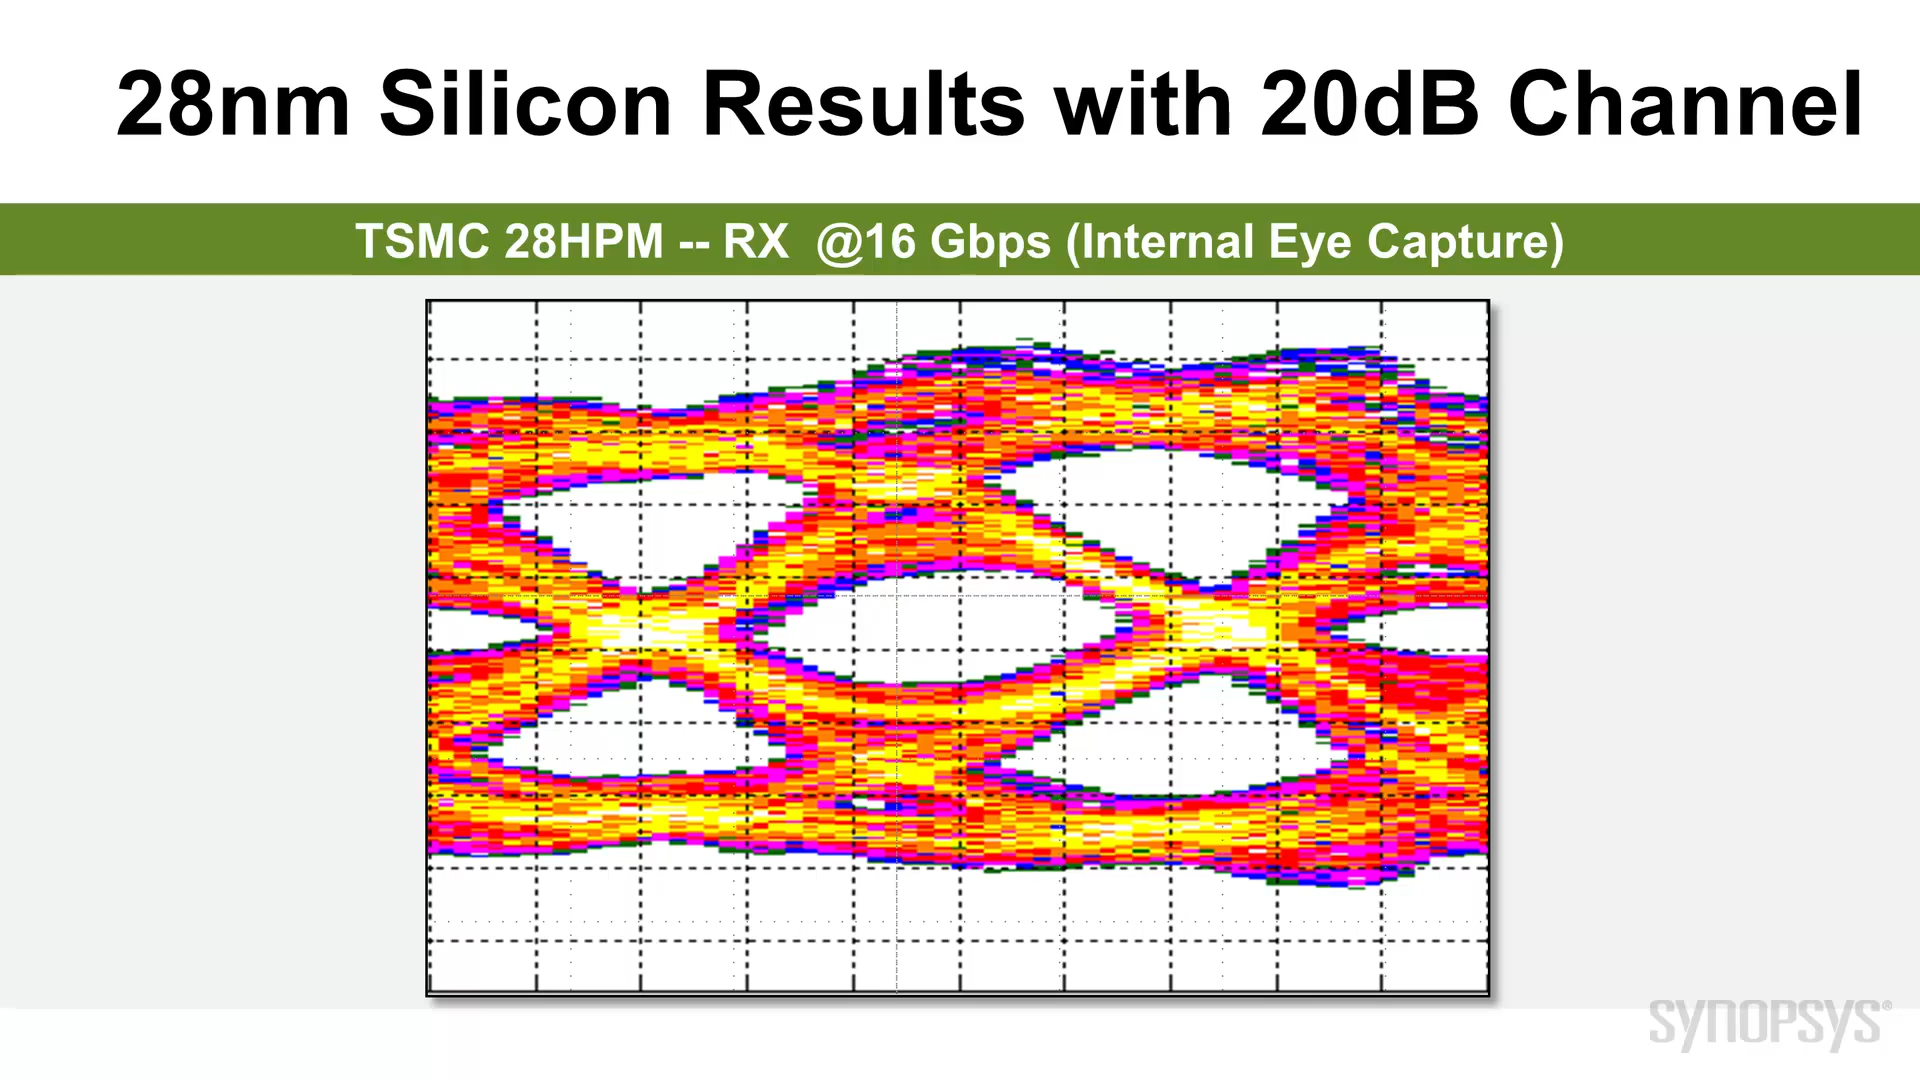 28nm Silicon Results with 20dB Channel
TSMC 28HPM -- RX @16 Gbps (Internal Eye Capture)
SYNOPSYS®